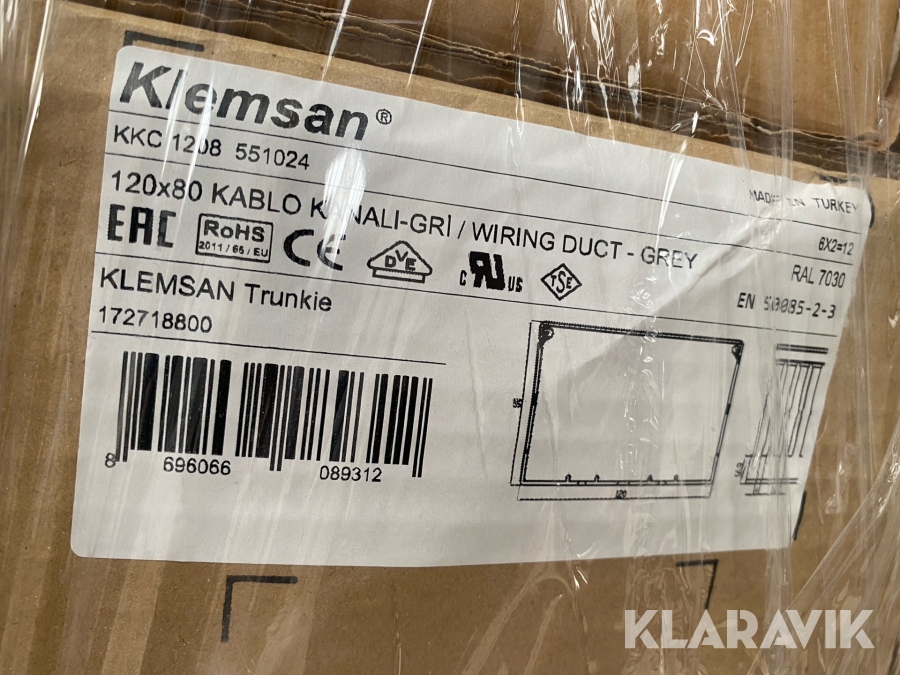 Klemsan®
KKC 1208 551024
MADE IN TURKEY
120x80 KABLO KANALI-GRİ / WIRING DUCT - GREY
6X2=12
EAC RoHS CE DVE UR TSE
2011 / 65 / EU
C US
RAL 7030
KLEMSAN Trunkie
EN 50085-2-3
172718800
8 696066 089312
120
KLARAVIK